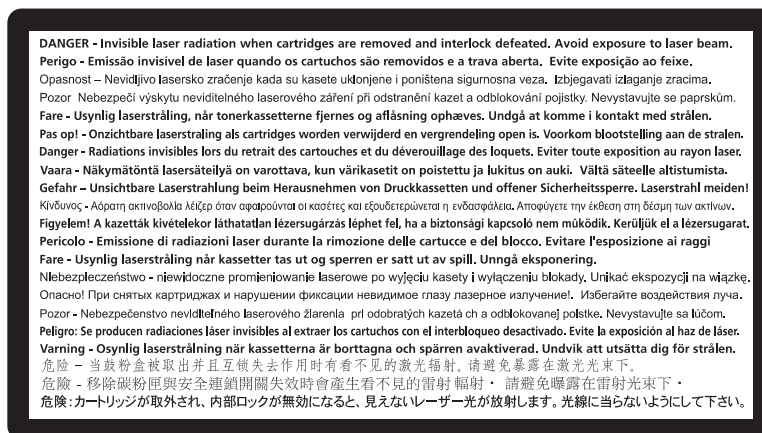 DANGER - Invisible laser radiation when cartridges are removed and interlock defeated. Avoid exposure to laser beam.
Perigo - Emissão invisível de laser quando os cartuchos são removidos e a trava aberta. Evite exposição ao feixe.
Opasnost – Nevidljivo lasersko zračenje kada su kasete uklonjene i poništena sigurnosna veza. Izbjegavati izlaganje zracima.
Pozor Nebezpečí výskytu neviditelného laserového záření při odstranění kazet a odblokování pojistky. Nevystavujte se paprskům.
Fare - Usynlig laserstråling, når tonerkassetterne fjernes og aflåsning ophæves. Undgå at komme i kontakt med strålen.
Pas op! - Onzichtbare laserstraling als cartridges worden verwijderd en vergrendeling open is. Voorkom blootstelling aan de stralen.
Danger - Radiations invisibles lors du retrait des cartouches et du déverouillage des loquets. Eviter toute exposition au rayon laser.
Vaara - Näkymätöntä lasersäteilyä on varottava, kun värikasetit on poistettu ja lukitus on auki. Vältä säteelle altistumista.
Gefahr – Unsichtbare Laserstrahlung beim Herausnehmen von Druckkassetten und offener Sicherheitssperre. Laserstrahl meiden!
Κίνδυνος - Αόρατη ακτινοβολία λέιζερ όταν αφαιρούνται οι κασέτες και εξουδετερώνεται η ενδασφάλεια. Αποφύγετε την έκθεση στη δέσμη των ακτίνων.
Figyelem! A kazetták kivételekor láthatatlan lézersugárzás léphet fel, ha a biztonsági kapcsoló nem működik. Kerüljük el a lézersugarat.
Pericolo - Emissione di radiazioni laser durante la rimozione delle cartucce e del blocco. Evitare l'esposizione ai raggi
Fare - Usynlig laserstråling når kassetter tas ut og sperren er satt ut av spill. Unngå eksponering.
Niebezpieczeństwo - niewidoczne promieniowanie laserowe po wyjęciu kasety i wyłączeniu blokady. Unikać ekspozycji na wiązkę.
Опасно! При снятых картриджах и нарушении фиксации невидимое глазу лазерное излучение!. Избегайте воздействия луча.
Pozor - Nebezpečenstvo neviditeľného laserového žiarenia pri odobratých kazetá ch a odblokovanej poistke. Nevystavujte sa lúčom.
Peligro: Se producen radiaciones láser invisibles al extraer los cartuchos con el interbloqueo desactivado. Evite la exposición al haz de láser.
Varning - Osynlig laserstrålning när kassetterna är borttagna och spärren avaktiverad. Undvik att utsätta dig för strålen.
危险 – 当鼓粉盒被取出并且互锁失去作用时有看不见的激光辐射。请避免暴露在激光光束下。
危險 - 移除碳粉匣與安全連鎖開關失效時會產生看不見的雷射 輻射・ 請避免曝露在雷射光束下・
危険：カートリッジが取外され、内部ロックが無効になると、見えないレーザー光が放射します。光線に当らないようにして下さい。